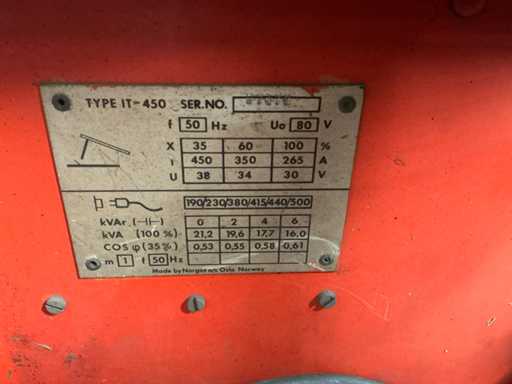 TYPE IT-450 SER.NO.
f 50 Hz Uo 80 V
X 35 60 100 %
I 450 350 265 A
U 38 34 30 V
190/230/380/415/440/500
kVAr (⊣⊢) 0 2 4 6
kVA (100%) 21,2 19,6 17,7 16,0
COS φ (35%) 0,53 0,55 0,58 0,61
m 1 f 50 Hz
Made by Norgas a/s Oslo Norway